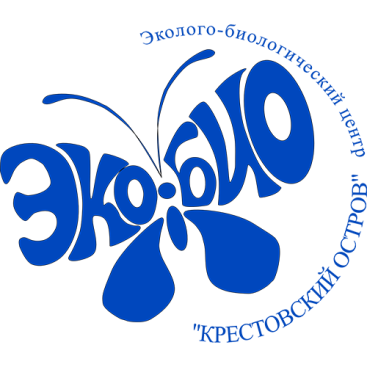 Эколого-биологический центр
ЭКО-БИО
"КРЕСТОВСКИЙ ОСТРОВ"